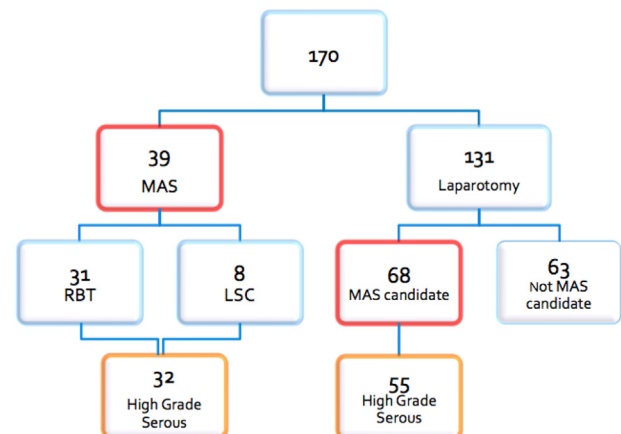 170
39
MAS
131
Laparotomy
31
RBT
8
LSC
68
MAS candidate
63
Not MAS
candidate
32
High Grade
Serous
55
High Grade
Serous